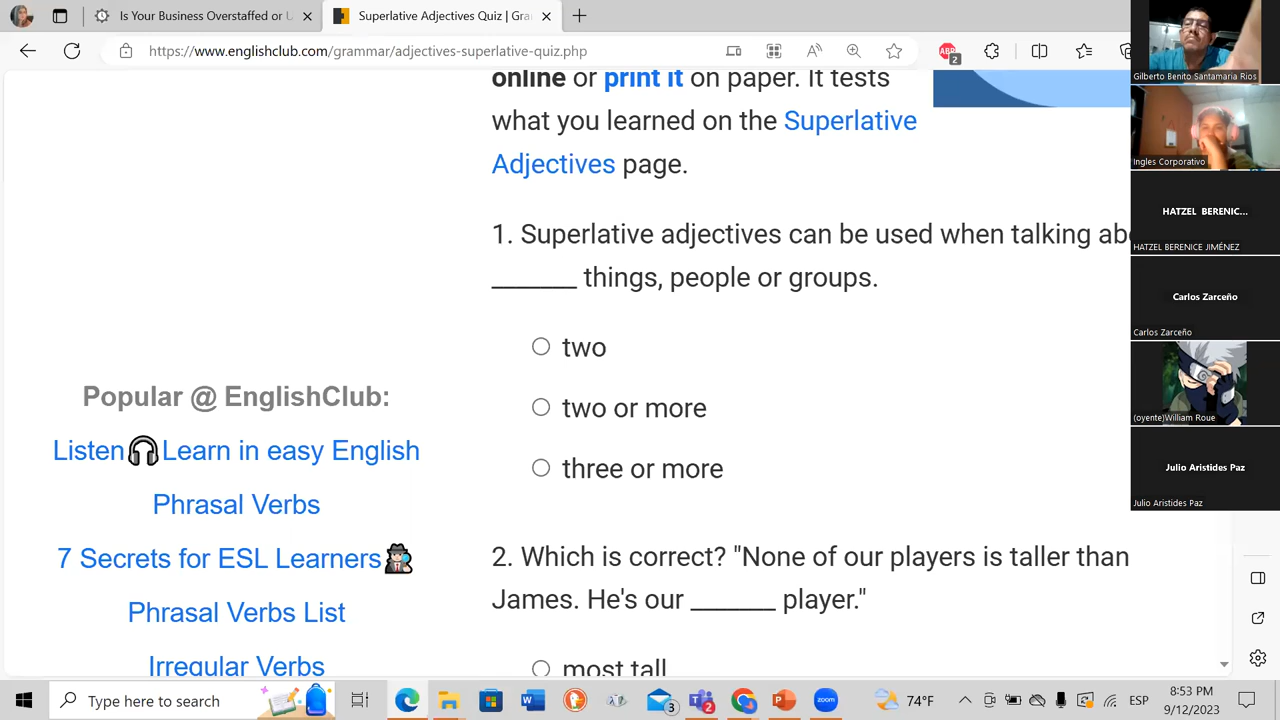 Is Your Business Overstaffed or U
Superlative Adjectives Quiz | Gra
https://www.englishclub.com/grammar/adjectives-superlative-quiz.php
ABP
2
online or print it on paper. It tests
what you learned on the Superlative
Adjectives page.
1. Superlative adjectives can be used when talking abo
_______ things, people or groups.
two
two or more
three or more
2. Which is correct? "None of our players is taller than
James. He's our _______ player."
most tall
Popular @ EnglishClub:
Listen Learn in easy English
Phrasal Verbs
7 Secrets for ESL Learners
Phrasal Verbs List
Irregular Verbs
Gilberto Benito Santamaria Rios
Ingles Corporativo
HATZEL BERENIC...
HATZEL BERENICE JIMÉNEZ
Carlos Zarceño
Carlos Zarceño
(oyente)William Roue
Julio Aristides Paz
Julio Aristides Paz
Type here to search
3
2
zoom
74°F
ESP
8:53 PM
9/12/2023